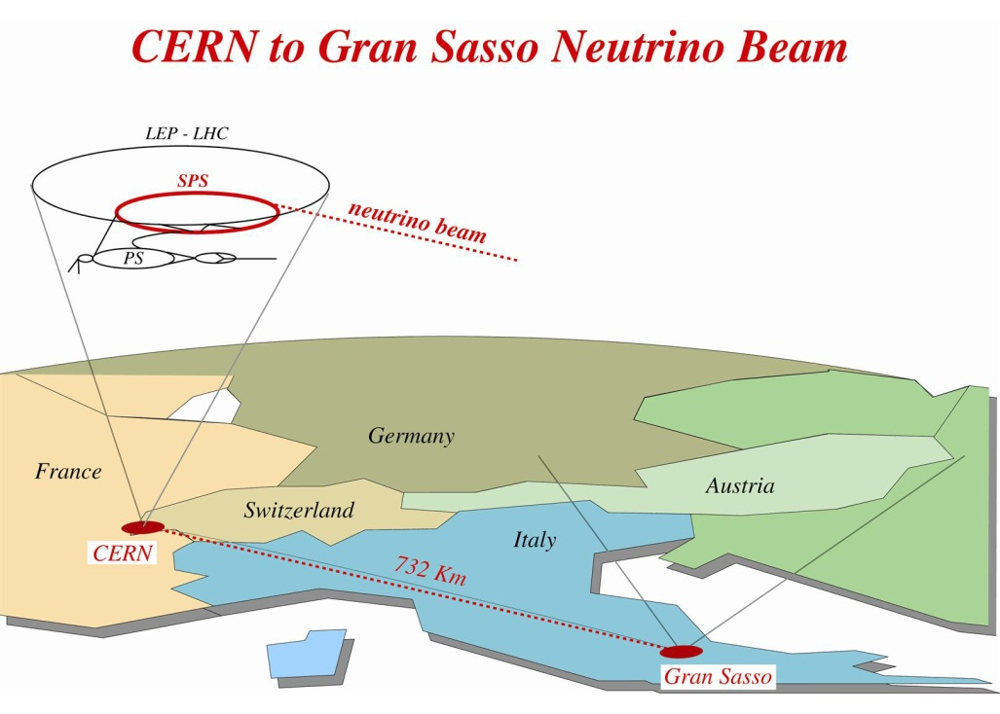 CERN to Gran Sasso Neutrino Beam
LEP - LHC
SPS
neutrino beam
PS
Germany
France
Austria
Switzerland
Italy
CERN
732 Km
Gran Sasso